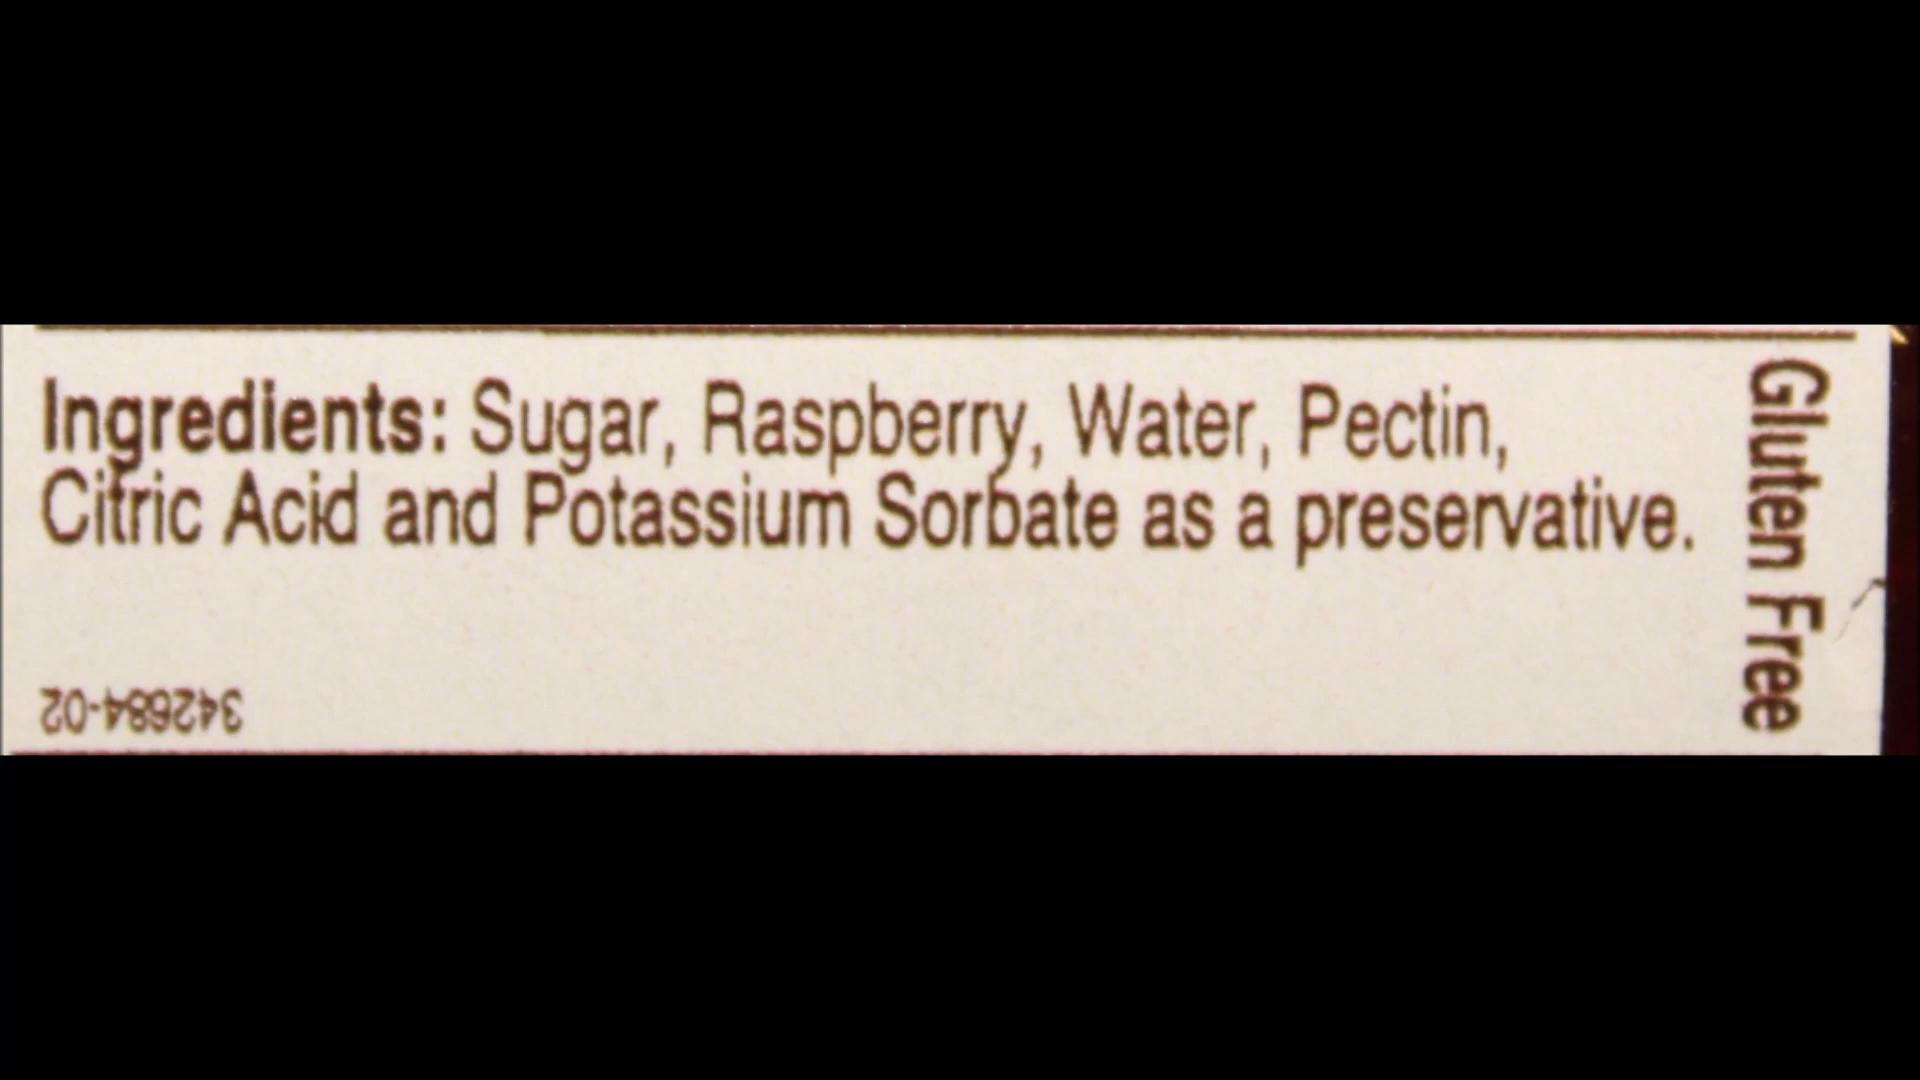 Ingredients: Sugar, Raspberry, Water, Pectin,
Citric Acid and Potassium Sorbate as a preservative.
Gluten Free
342684-02